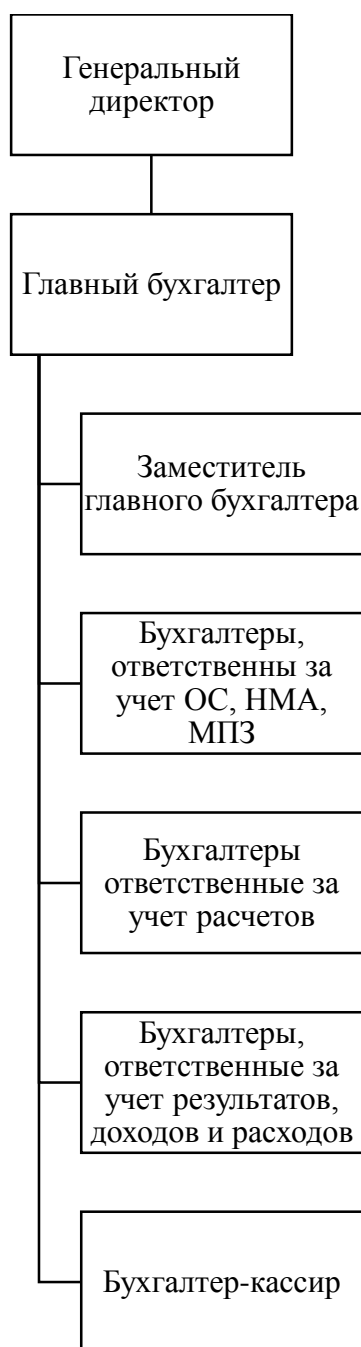 Генеральный
директор
Главный бухгалтер
Заместитель
главного бухгалтера
Бухгалтеры,
ответственны за
учет ОС, НМА,
МПЗ
Бухгалтеры
ответственные за
учет расчетов
Бухгалтеры,
ответственные за
учет результатов,
доходов и расходов
Бухгалтер-кассир